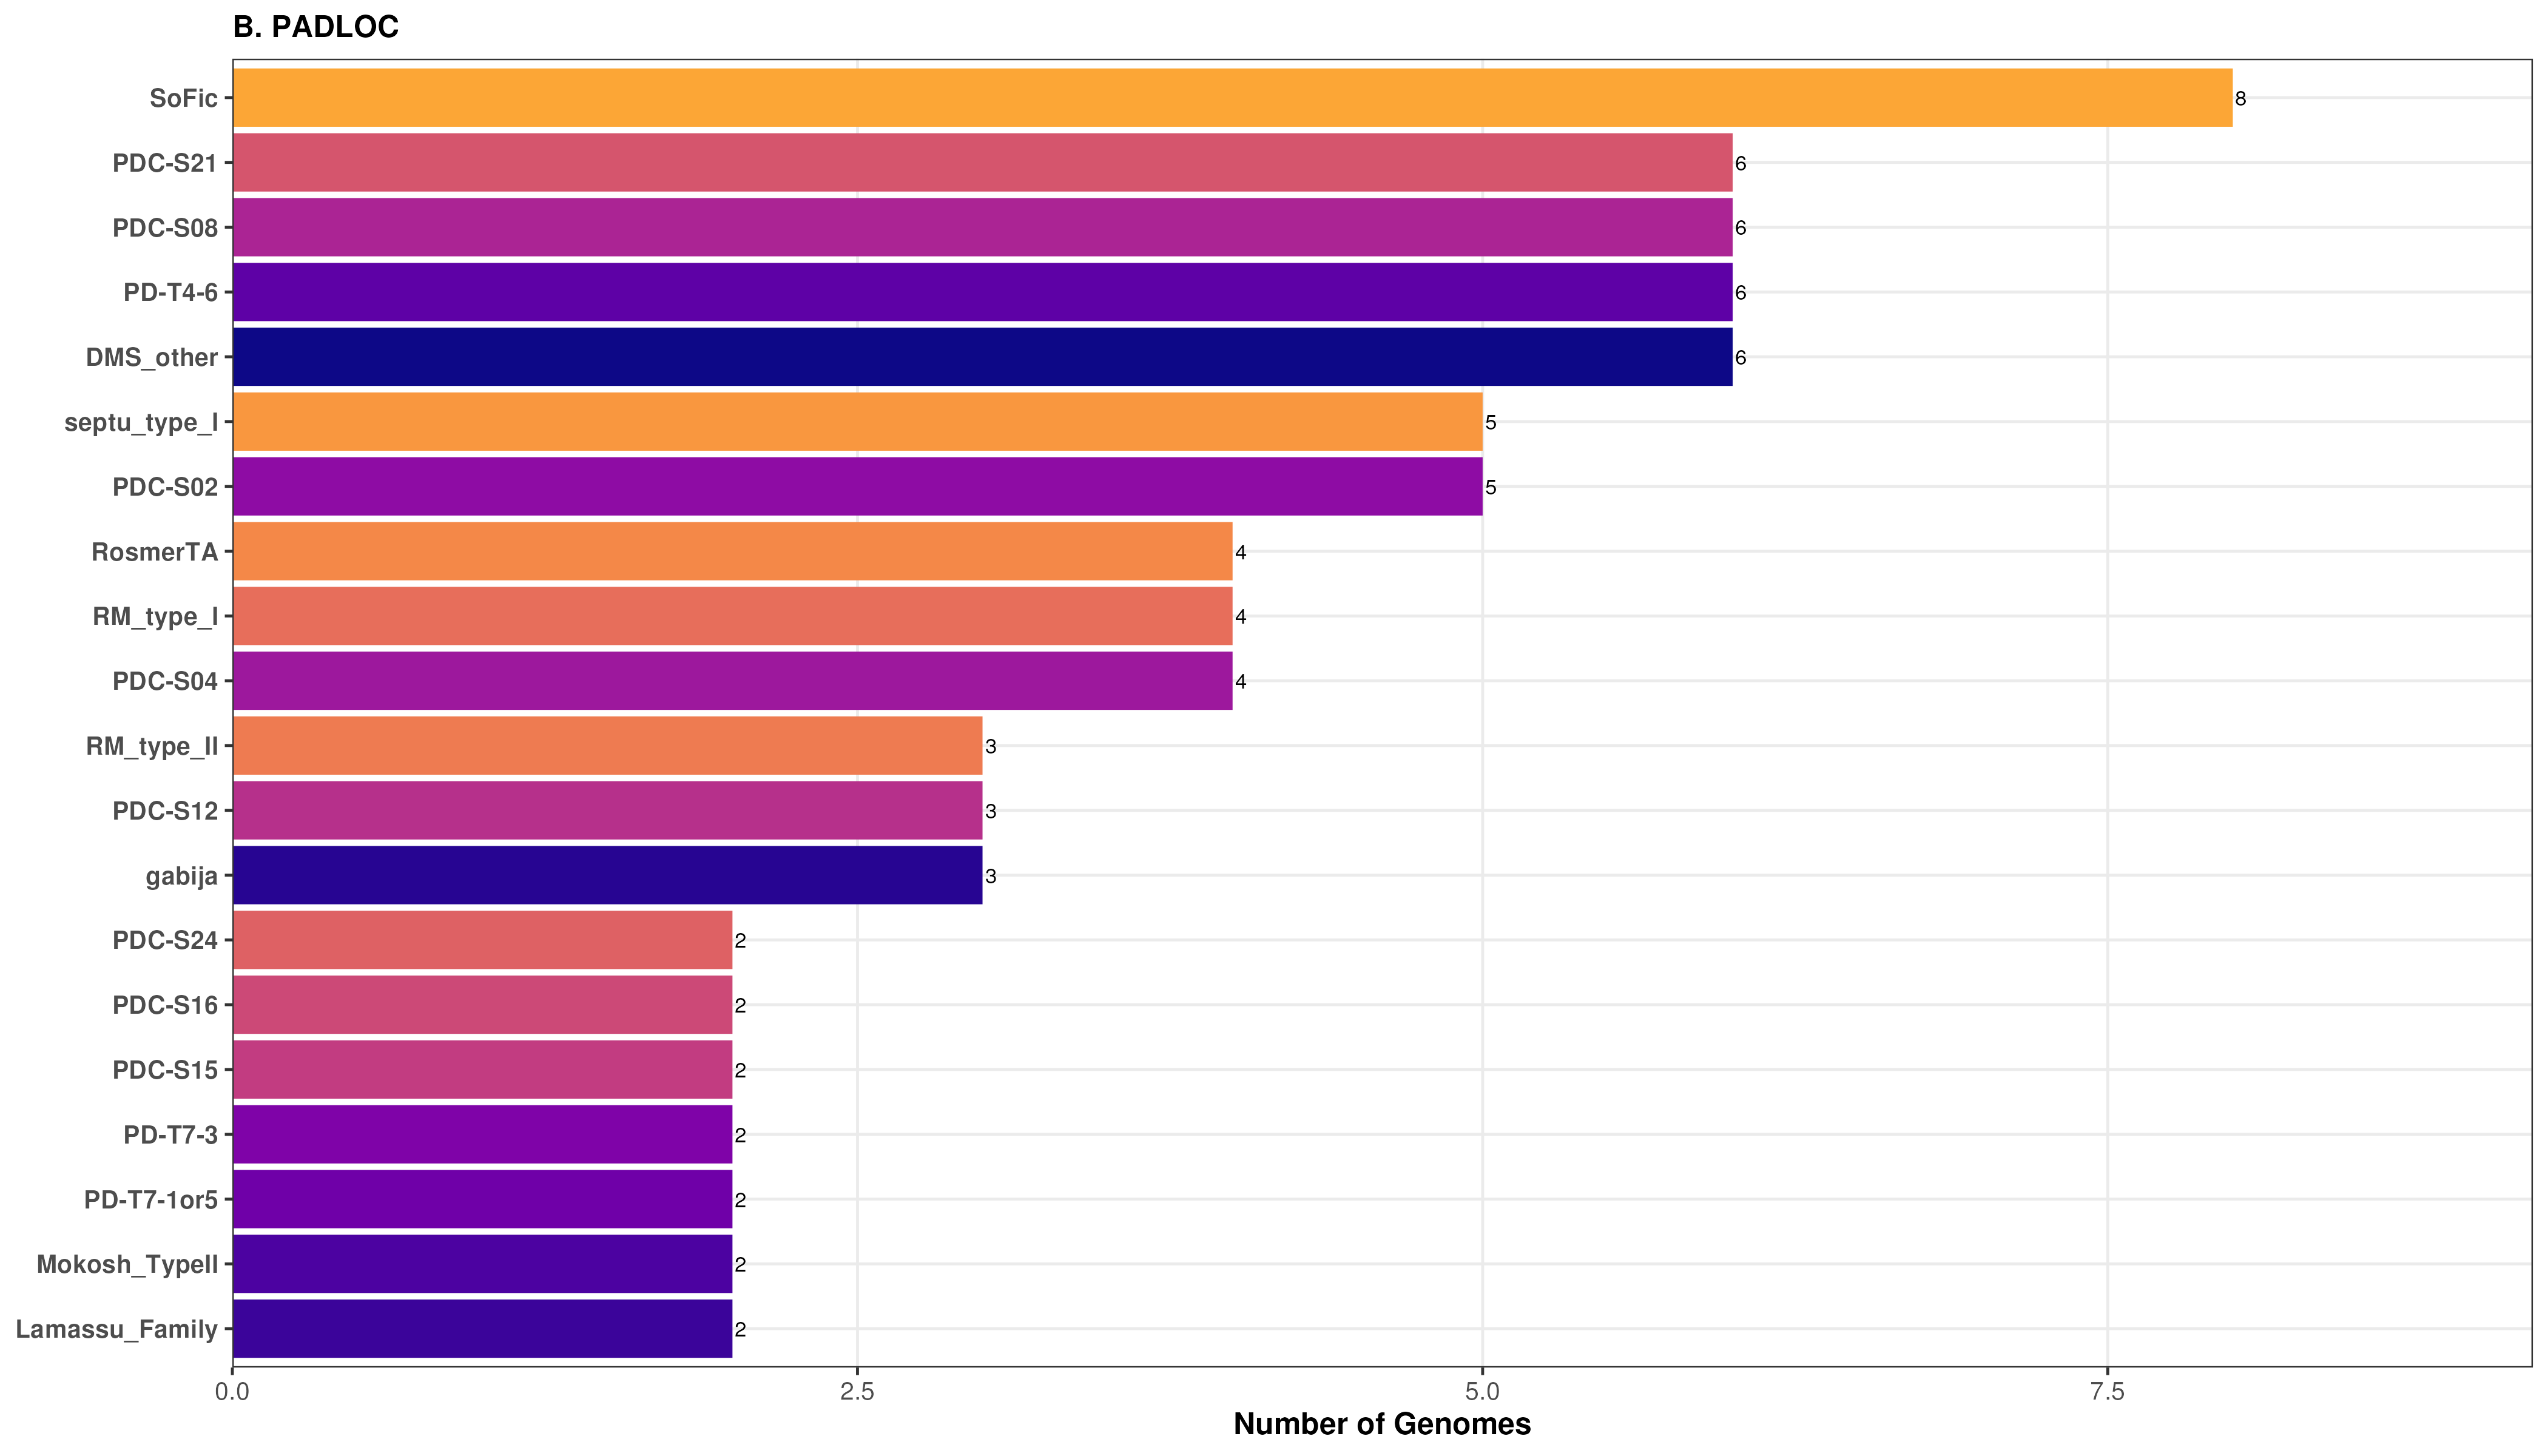 B. PADLOC
SoFic 8
PDC-S21 6
PDC-S08 6
PD-T4-6 6
DMS_other 6
septu_type_I 5
PDC-S02 5
RosmerTA 4
RM_type_I 4
PDC-S04 4
RM_type_II 3
PDC-S12 3
gabija 3
PDC-S24 2
PDC-S16 2
PDC-S15 2
PD-T7-3 2
PD-T7-1or5 2
Mokosh_TypeII 2
Lamassu_Family 2
0.0 2.5 5.0 7.5
Number of Genomes